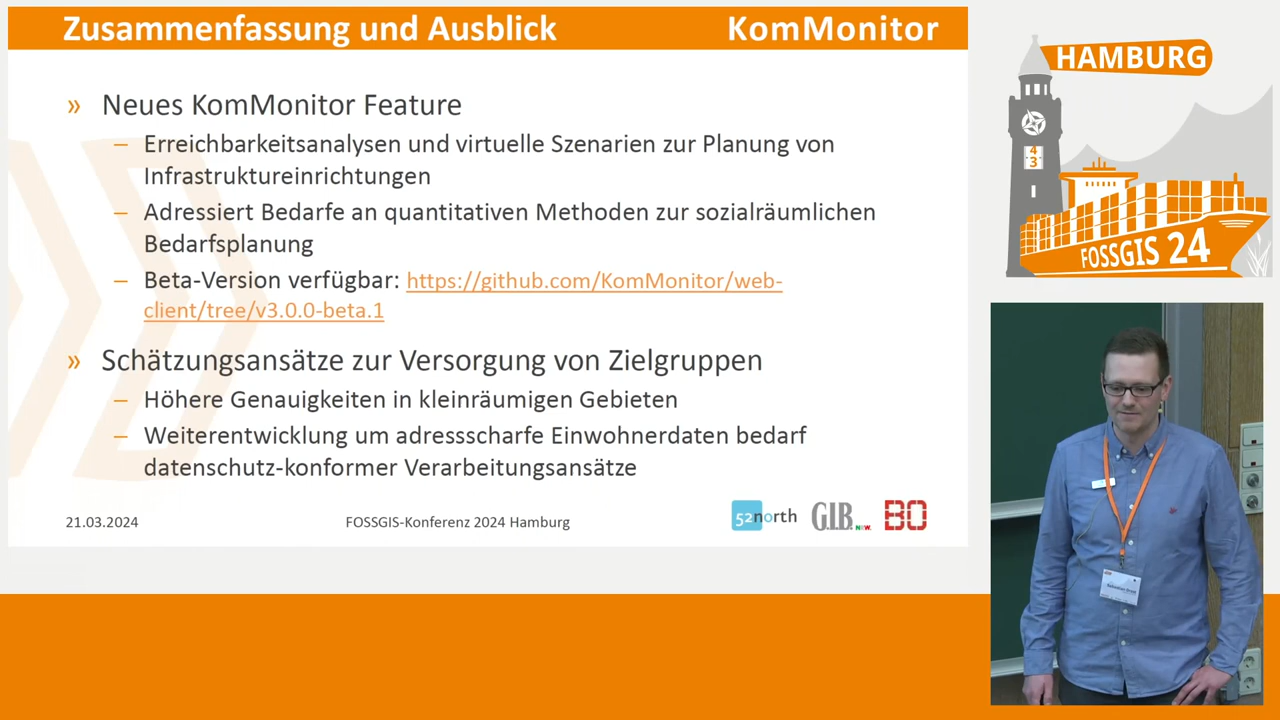 Zusammenfassung und Ausblick
KomMonitor
» Neues KomMonitor Feature
– Erreichbarkeitsanalysen und virtuelle Szenarien zur Planung von
Infrastruktureinrichtungen
– Adressiert Bedarfe an quantitativen Methoden zur sozialräumlichen
Bedarfsplanung
– Beta-Version verfügbar: https://github.com/KomMonitor/web-
client/tree/v3.0.0-beta.1
» Schätzungsansätze zur Versorgung von Zielgruppen
– Höhere Genauigkeiten in kleinräumigen Gebieten
– Weiterentwicklung um adressscharfe Einwohnerdaten bedarf
datenschutz-konformer Verarbeitungsansätze
21.03.2024
FOSSGIS-Konferenz 2024 Hamburg
52north
G.I.B. NRW.
BO
HAMBURG
4
3
FOSSGIS 24
Sebastian